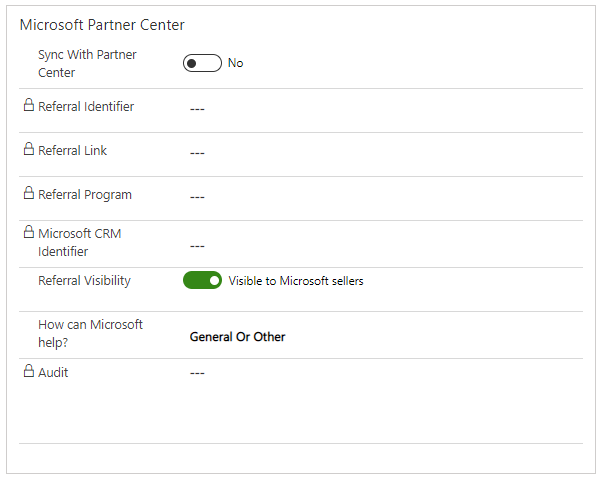 Microsoft Partner Center
Sync With Partner
Center
No
Referral Identifier
---
Referral Link
---
Referral Program
---
Microsoft CRM
Identifier
---
Referral Visibility
Visible to Microsoft sellers
How can Microsoft
help?
General Or Other
Audit
---